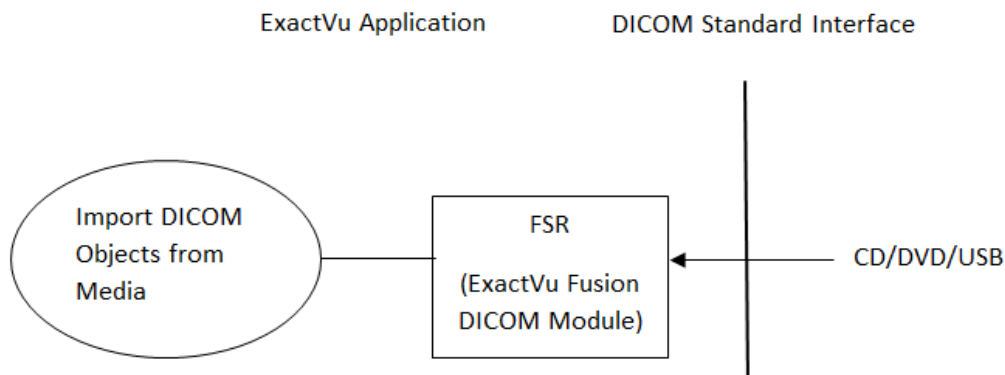 ExactVu Application
DICOM Standard Interface
Import DICOM
Objects from
Media
FSR
(ExactVu Fusion
DICOM Module)
CD/DVD/USB